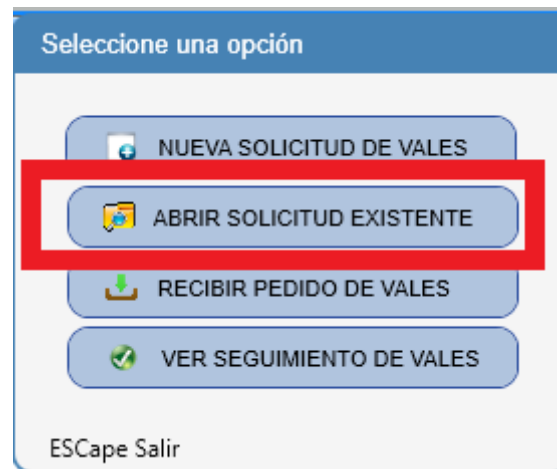 Seleccione una opción
NUEVA SOLICITUD DE VALES
ABRIR SOLICITUD EXISTENTE
RECIBIR PEDIDO DE VALES
VER SEGUIMIENTO DE VALES
ESCape Salir